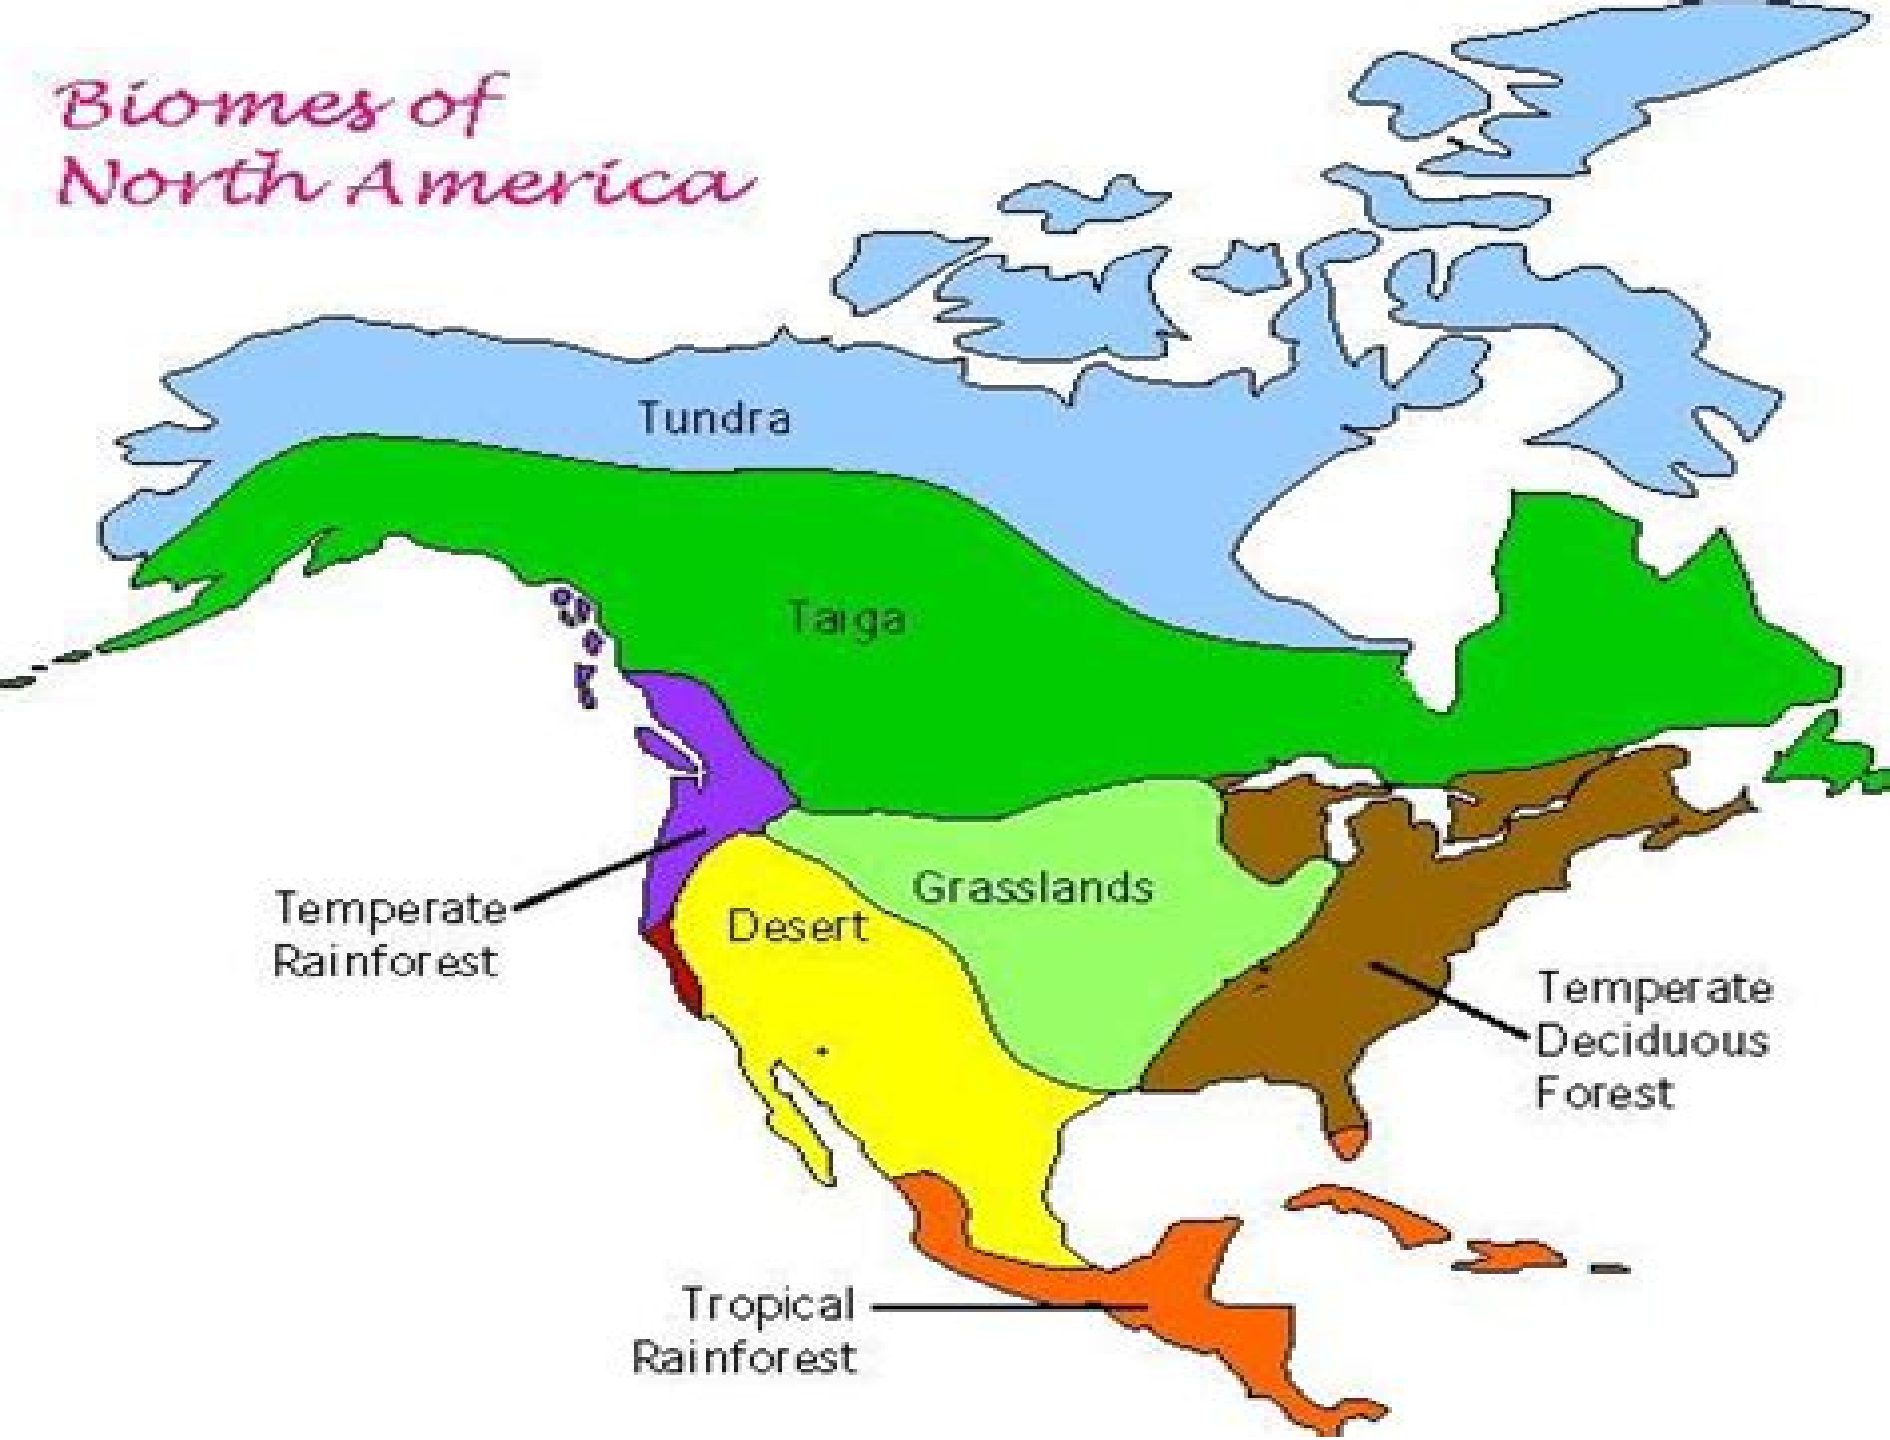 Biomes of
North America
Tundra
Taiga
Grasslands
Desert
Temperate
Rainforest
Temperate
Deciduous
Forest
Tropical
Rainforest